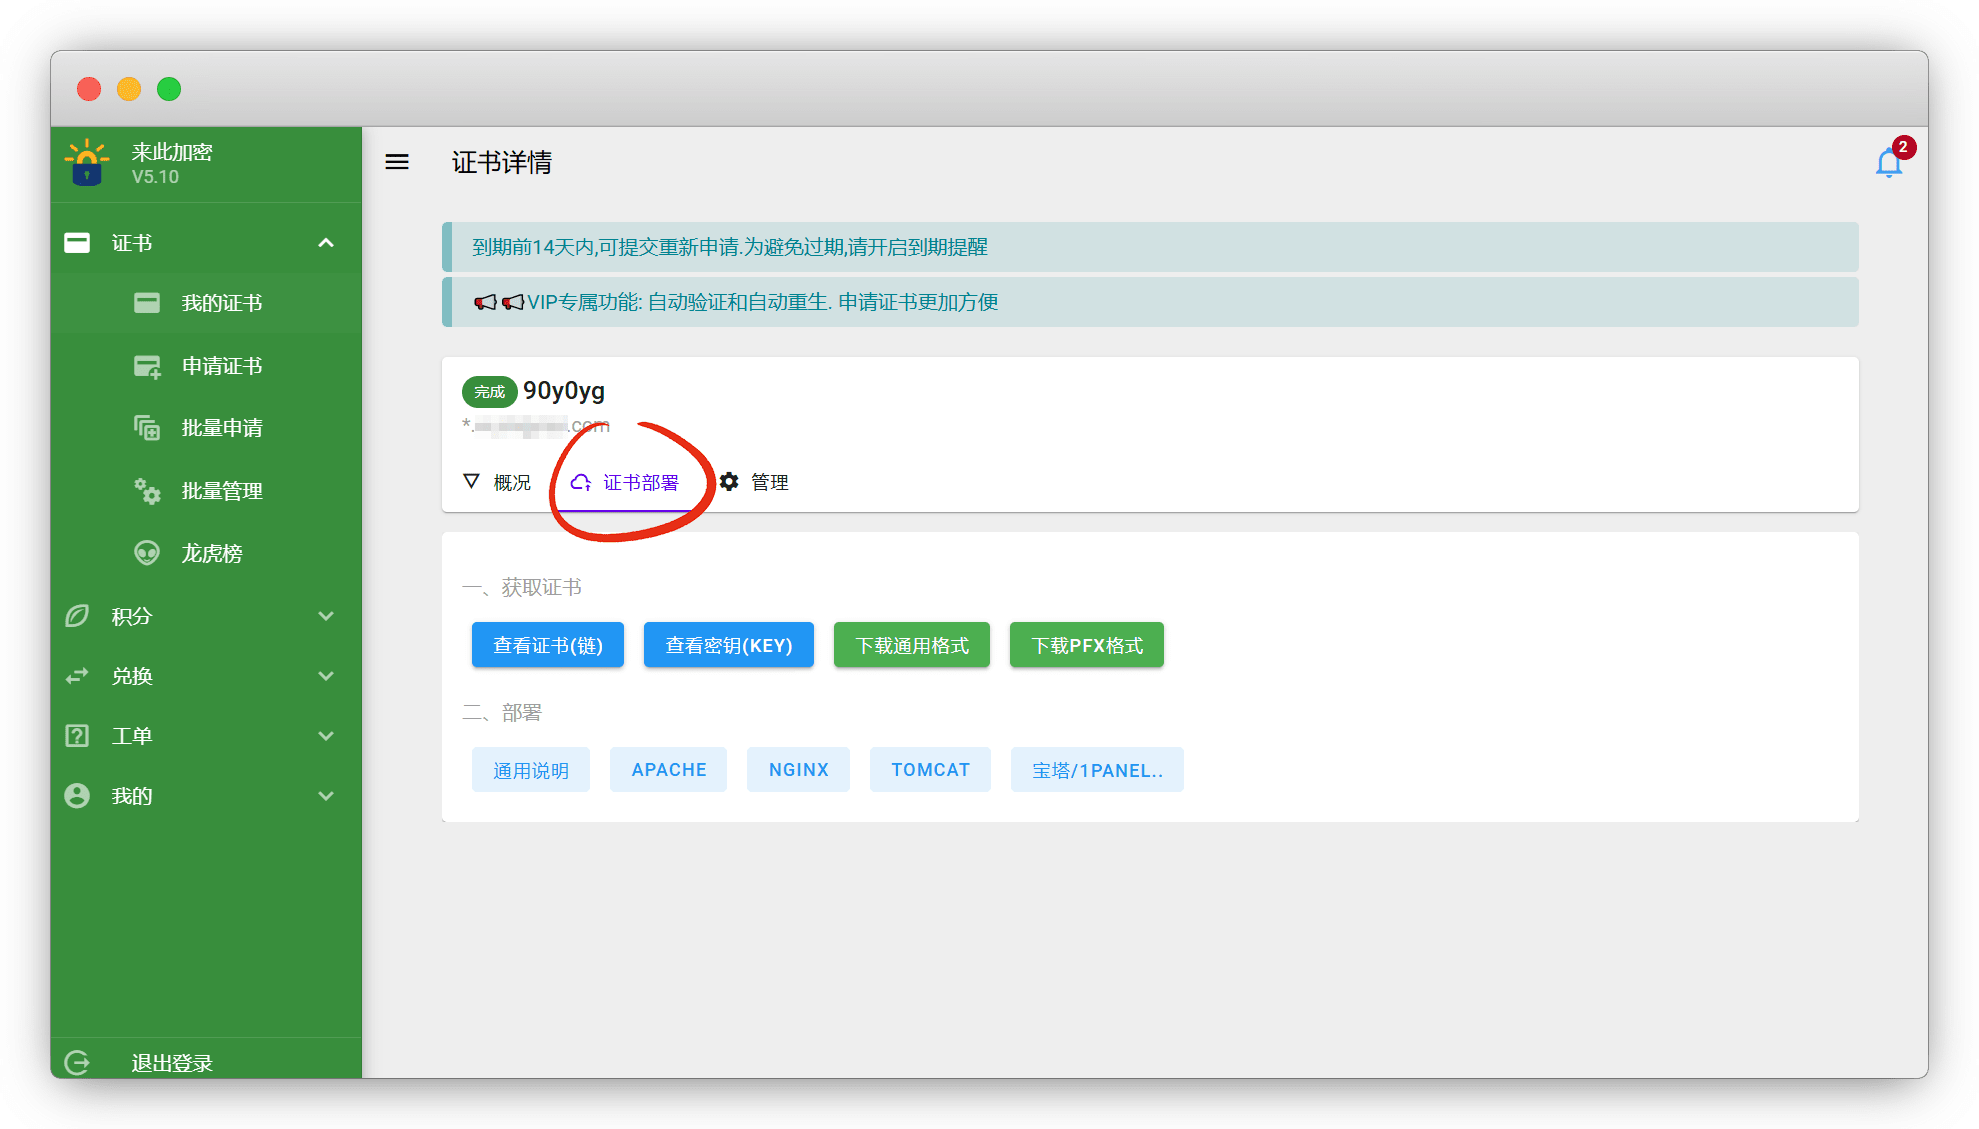 来此加密
V5.10
证书
我的证书
申请证书
批量申请
批量管理
龙虎榜
积分
兑换
工单
我的
退出登录
证书详情
2
到期前14天内,可提交重新申请.为避免过期,请开启到期提醒
VIP专属功能: 自动验证和自动重生. 申请证书更加方便
完成 90y0yg
*. .com
概况 证书部署 管理
一、获取证书
查看证书(链) 查看密钥(KEY) 下载通用格式 下载PFX格式
二、部署
通用说明 APACHE NGINX TOMCAT 宝塔/1PANEL..